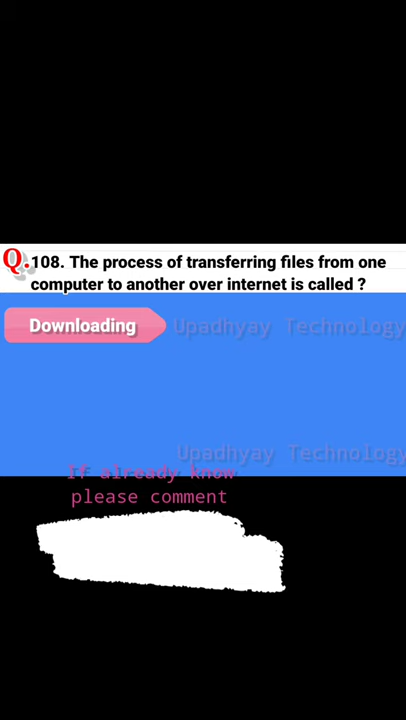 Q.108. The process of transferring files from one
computer to another over internet is called ?
Downloading
Upadhyay Technology
Upadhyay Technology
If already know
please comment